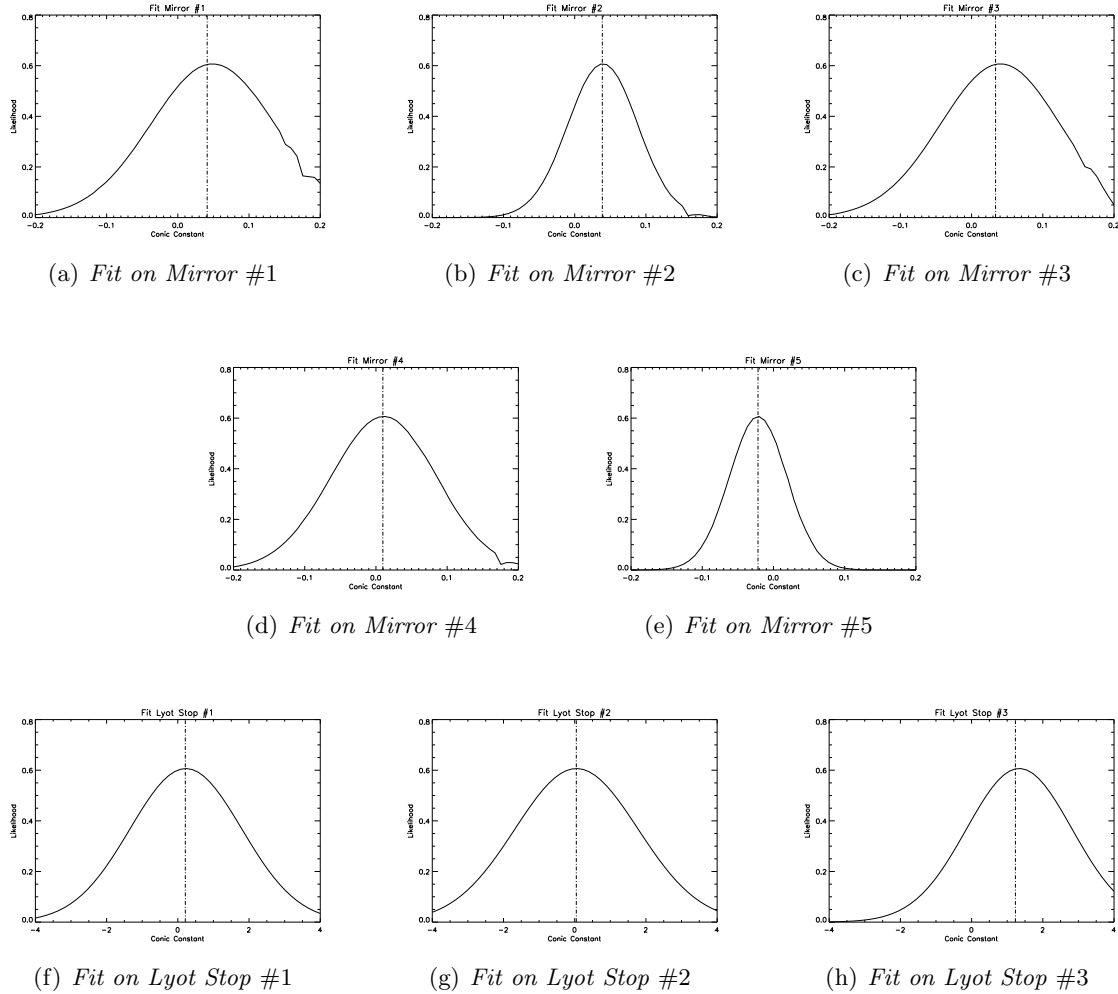 Fit Mirror #1
Fit Mirror #2
Fit Mirror #3
0.8
0.6
0.4
0.2
0.0
Likelihood
-0.2
-0.1
0.0
0.1
0.2
Conic Constant
0.8
0.6
0.4
0.2
0.0
Likelihood
-0.2
-0.1
0.0
0.1
0.2
Conic Constant
0.8
0.6
0.4
0.2
0.0
Likelihood
-0.2
-0.1
0.0
0.1
0.2
Conic Constant
(a) Fit on Mirror #1
(b) Fit on Mirror #2
(c) Fit on Mirror #3
Fit Mirror #4
Fit Mirror #5
0.8
0.6
0.4
0.2
0.0
Likelihood
-0.2
-0.1
0.0
0.1
0.2
Conic Constant
0.8
0.6
0.4
0.2
0.0
Likelihood
-0.2
-0.1
0.0
0.1
0.2
Conic Constant
(d) Fit on Mirror #4
(e) Fit on Mirror #5
Fit Lyot Stop #1
Fit Lyot Stop #2
Fit Lyot Stop #3
0.8
0.6
0.4
0.2
0.0
Likelihood
-4
-2
0
2
4
Conic Constant
0.8
0.6
0.4
0.2
0.0
Likelihood
-4
-2
0
2
4
Conic Constant
0.8
0.6
0.4
0.2
0.0
Likelihood
-4
-2
0
2
4
Conic Constant
(f) Fit on Lyot Stop #1
(g) Fit on Lyot Stop #2
(h) Fit on Lyot Stop #3